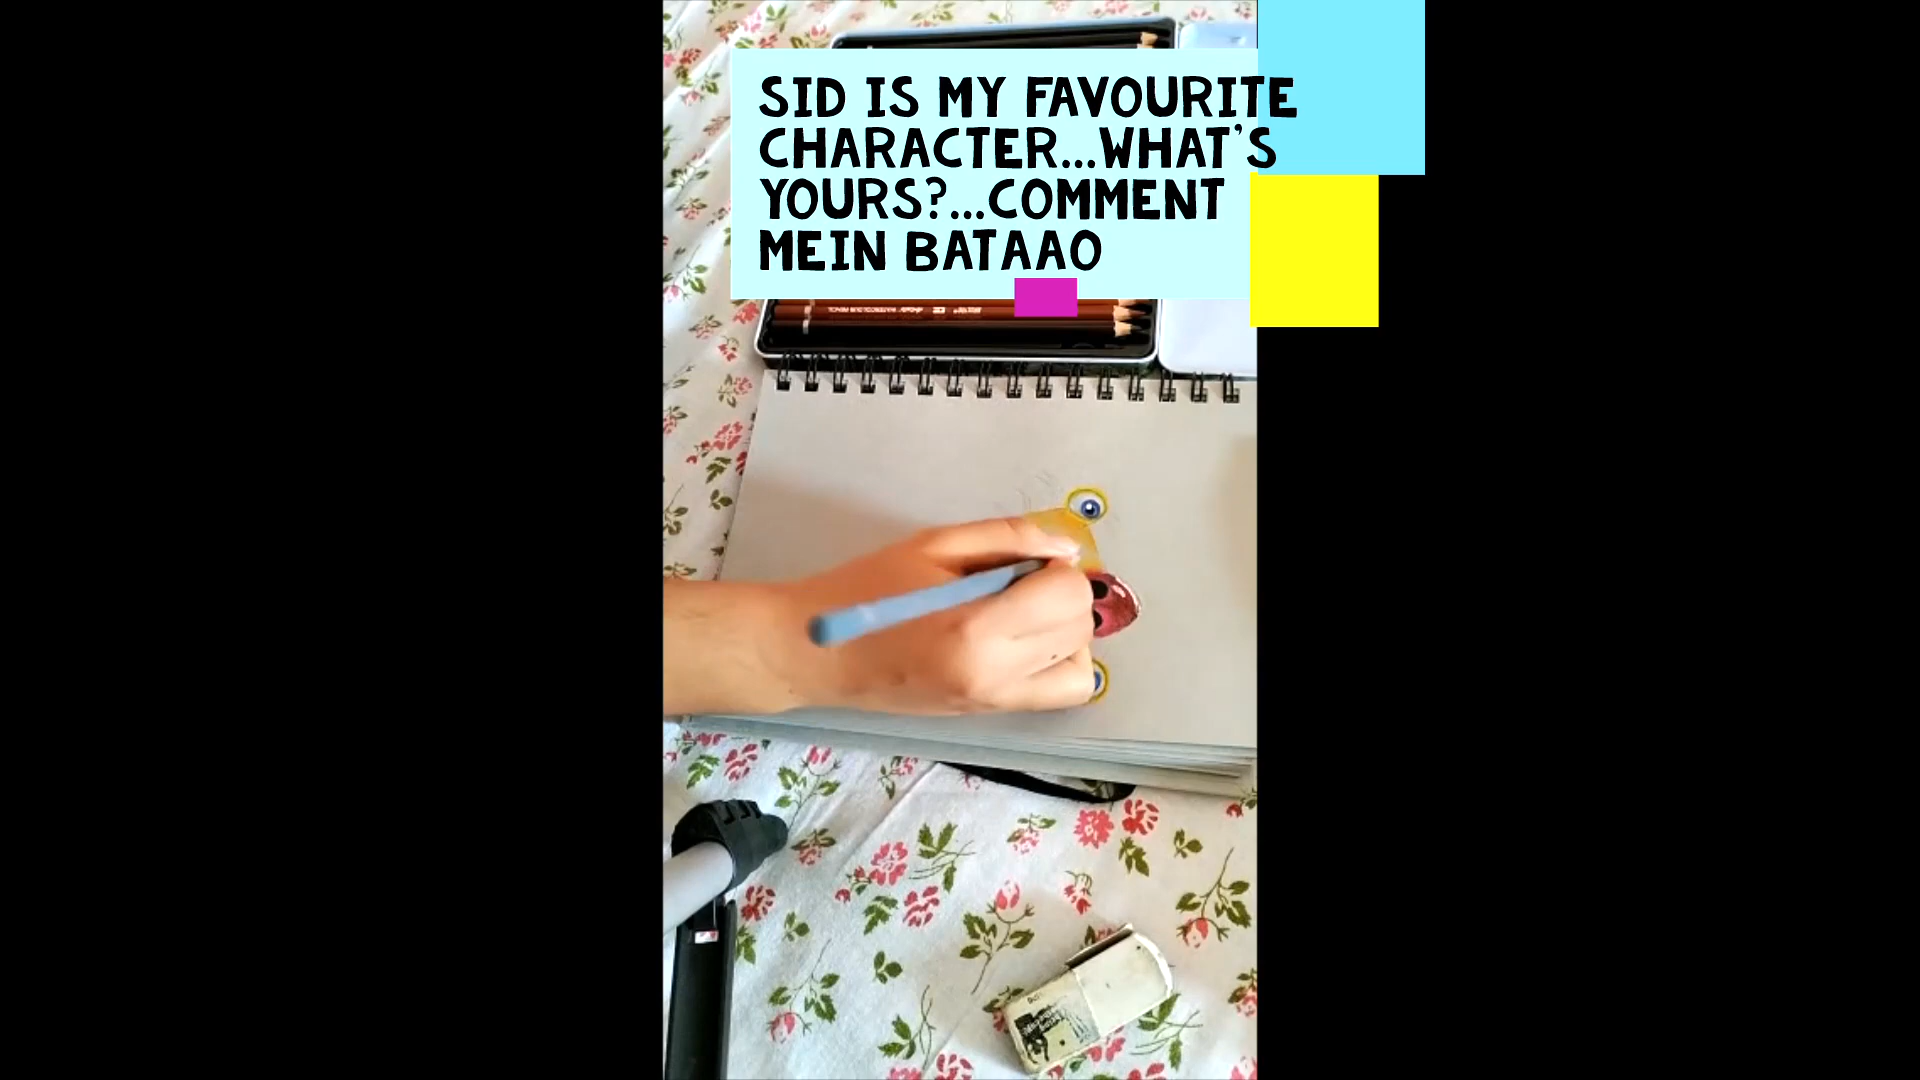 SID IS MY FAVOURITE
CHARACTER...WHAT'S
YOURS?...COMMENT
MEIN BATAAO